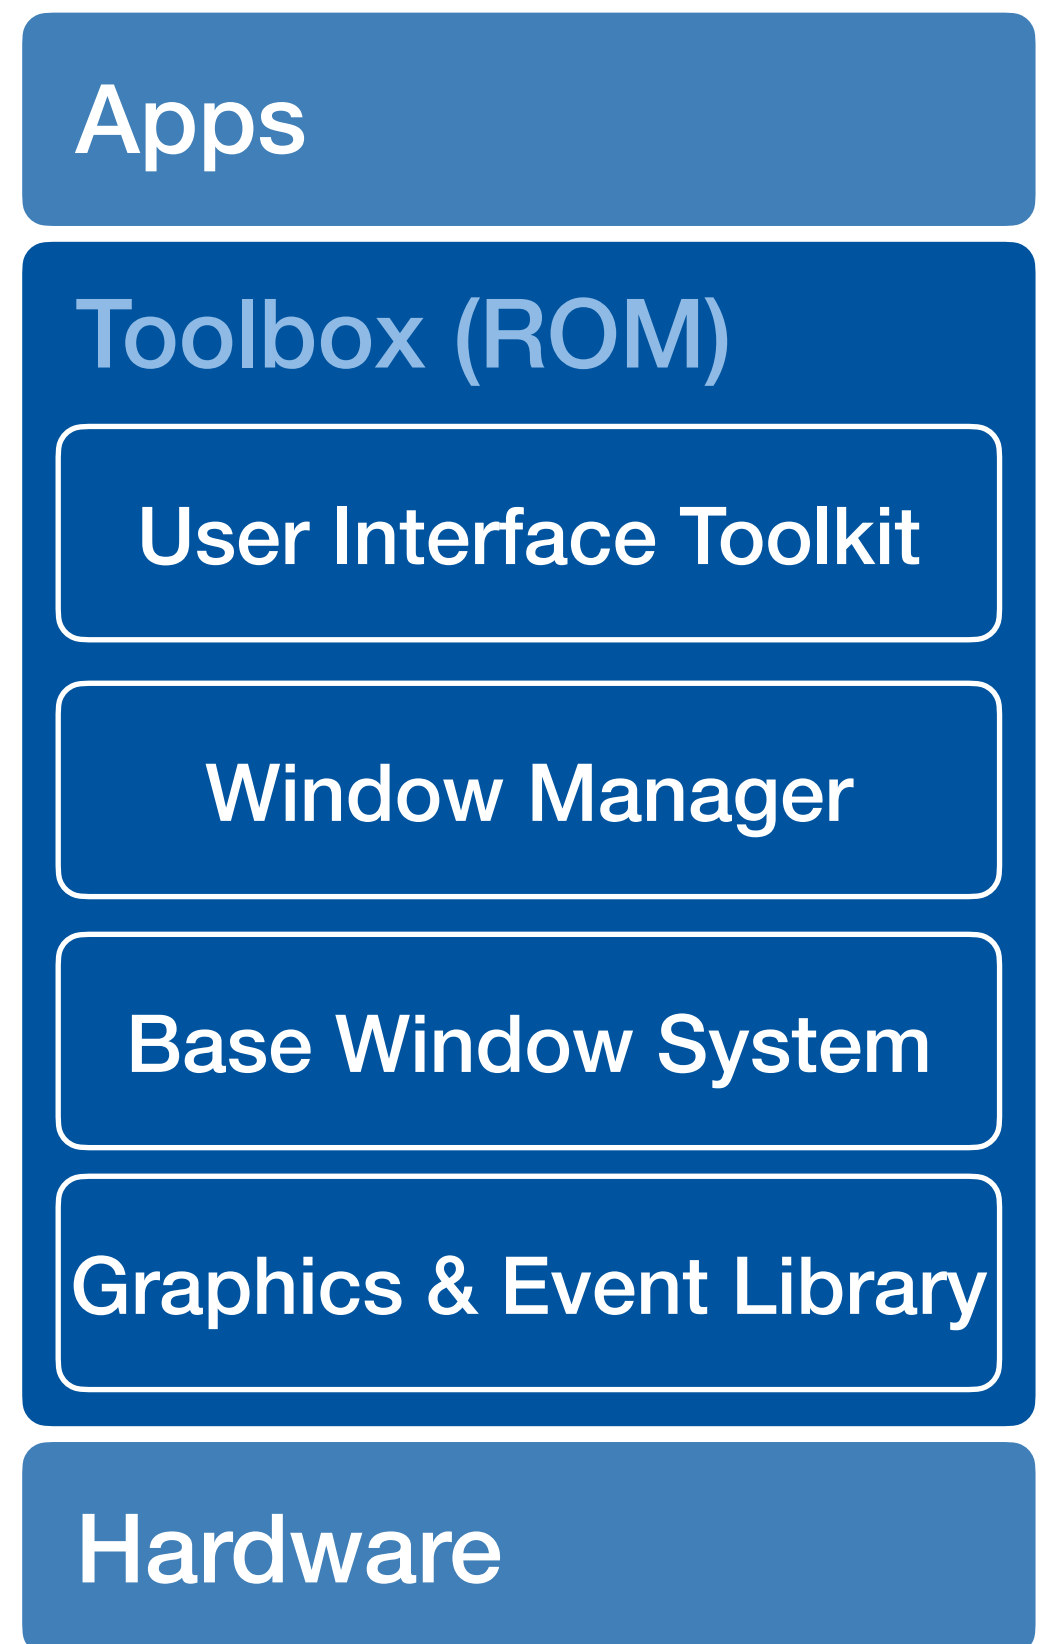 Apps
Toolbox (ROM)
User Interface Toolkit
Window Manager
Base Window System
Graphics & Event Library
Hardware